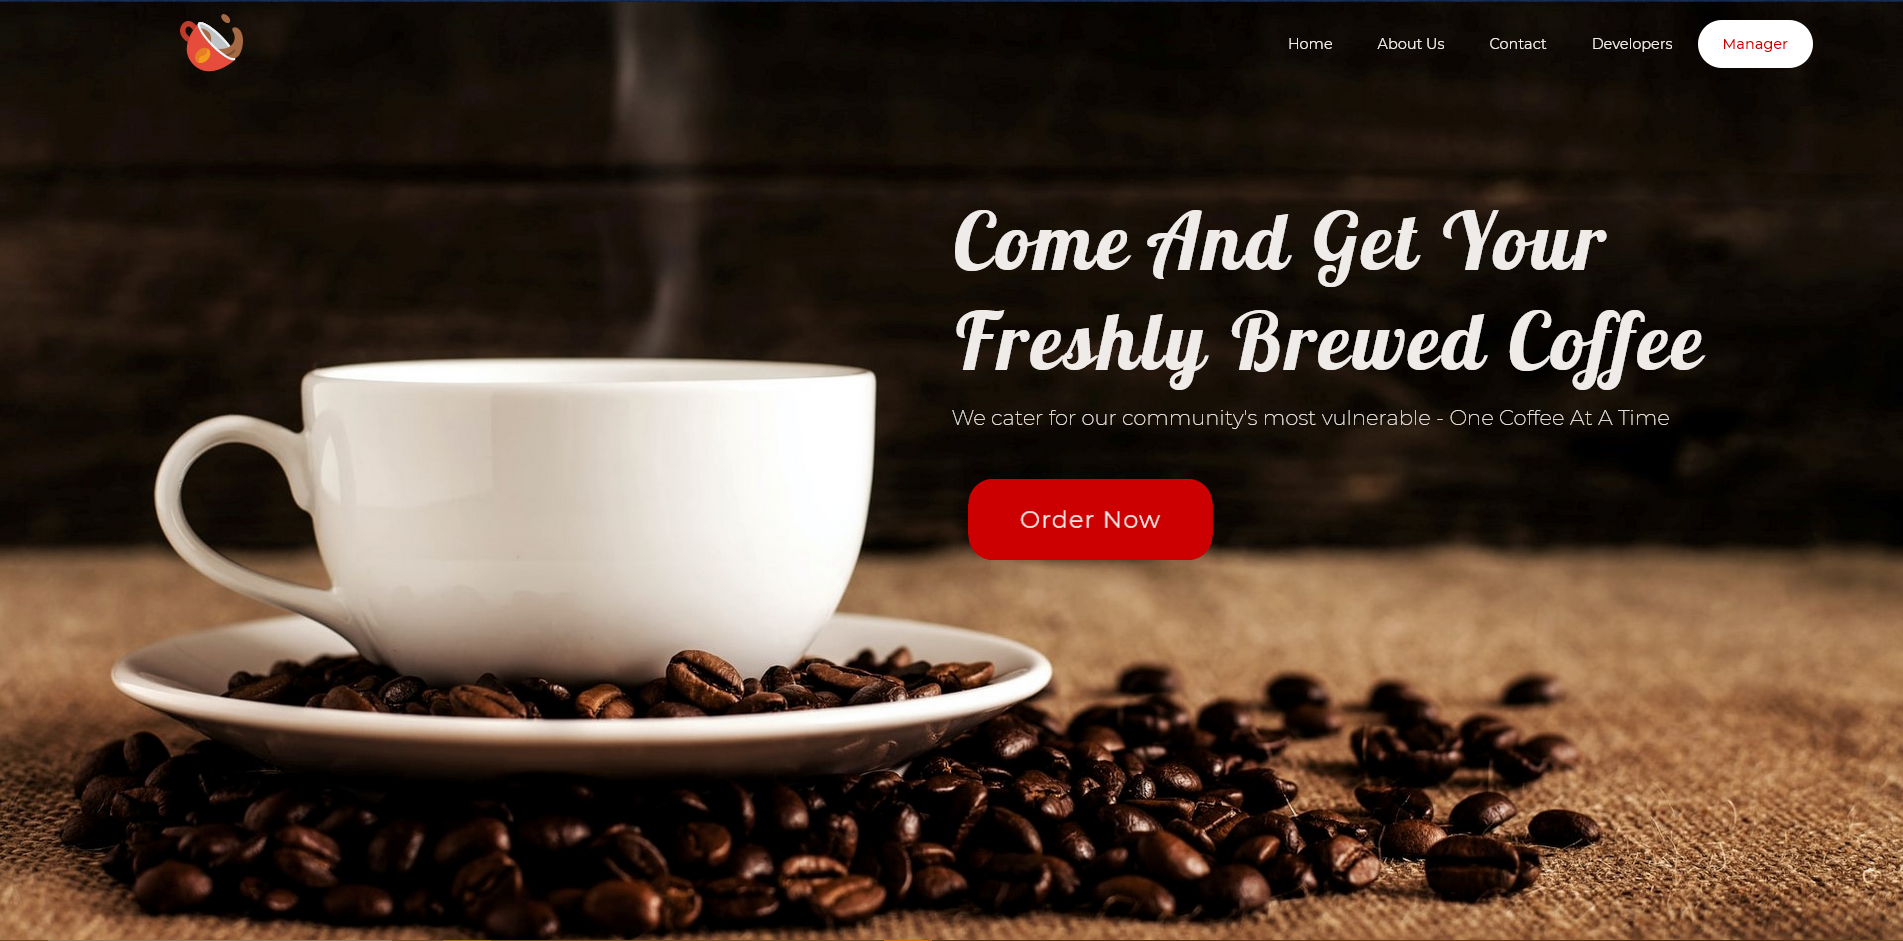 Home About Us Contact Developers Manager
Come And Get Your
Freshly Brewed Coffee
We cater for our community's most vulnerable - One Coffee At A Time
Order Now